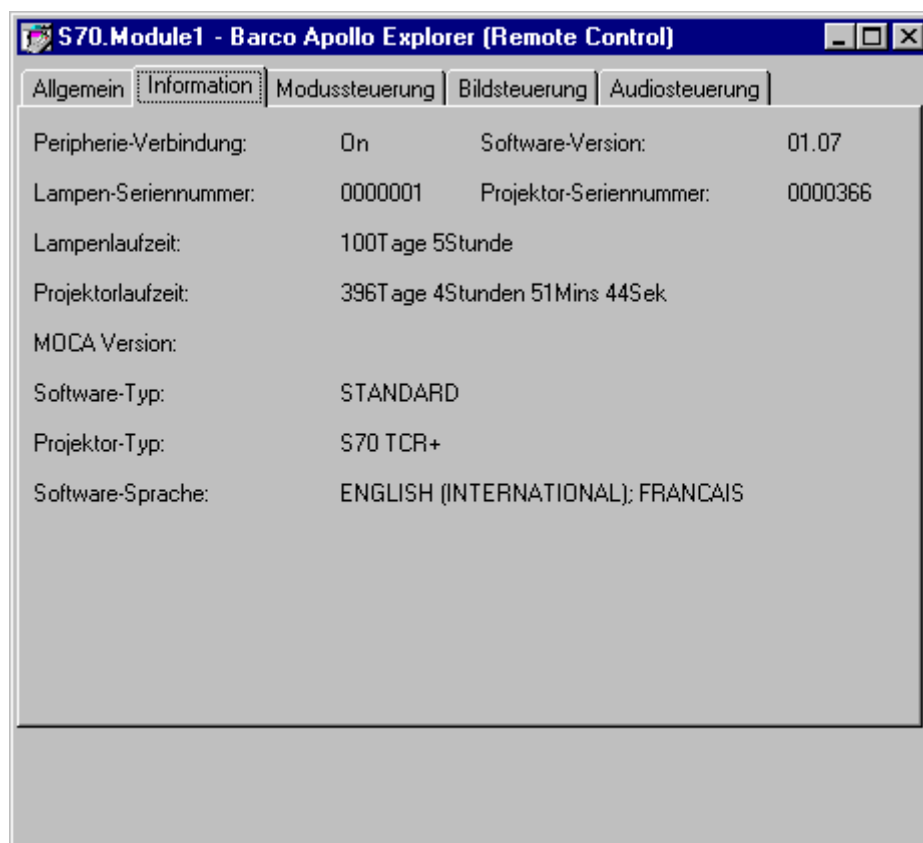 S70.Module1 - Barco Apollo Explorer (Remote Control)
Allgemein Information Modussteuerung Bildsteuerung Audiosteuerung
Peripherie-Verbindung: On Software-Version: 01.07
Lampen-Seriennummer: 0000001 Projektor-Seriennummer: 0000366
Lampenlaufzeit: 100Tage 5Stunde
Projektorlaufzeit: 396Tage 4Stunden 51Mins 44Sek
MOCA Version:
Software-Typ: STANDARD
Projektor-Typ: S70 TCR+
Software-Sprache: ENGLISH (INTERNATIONAL); FRANCAIS